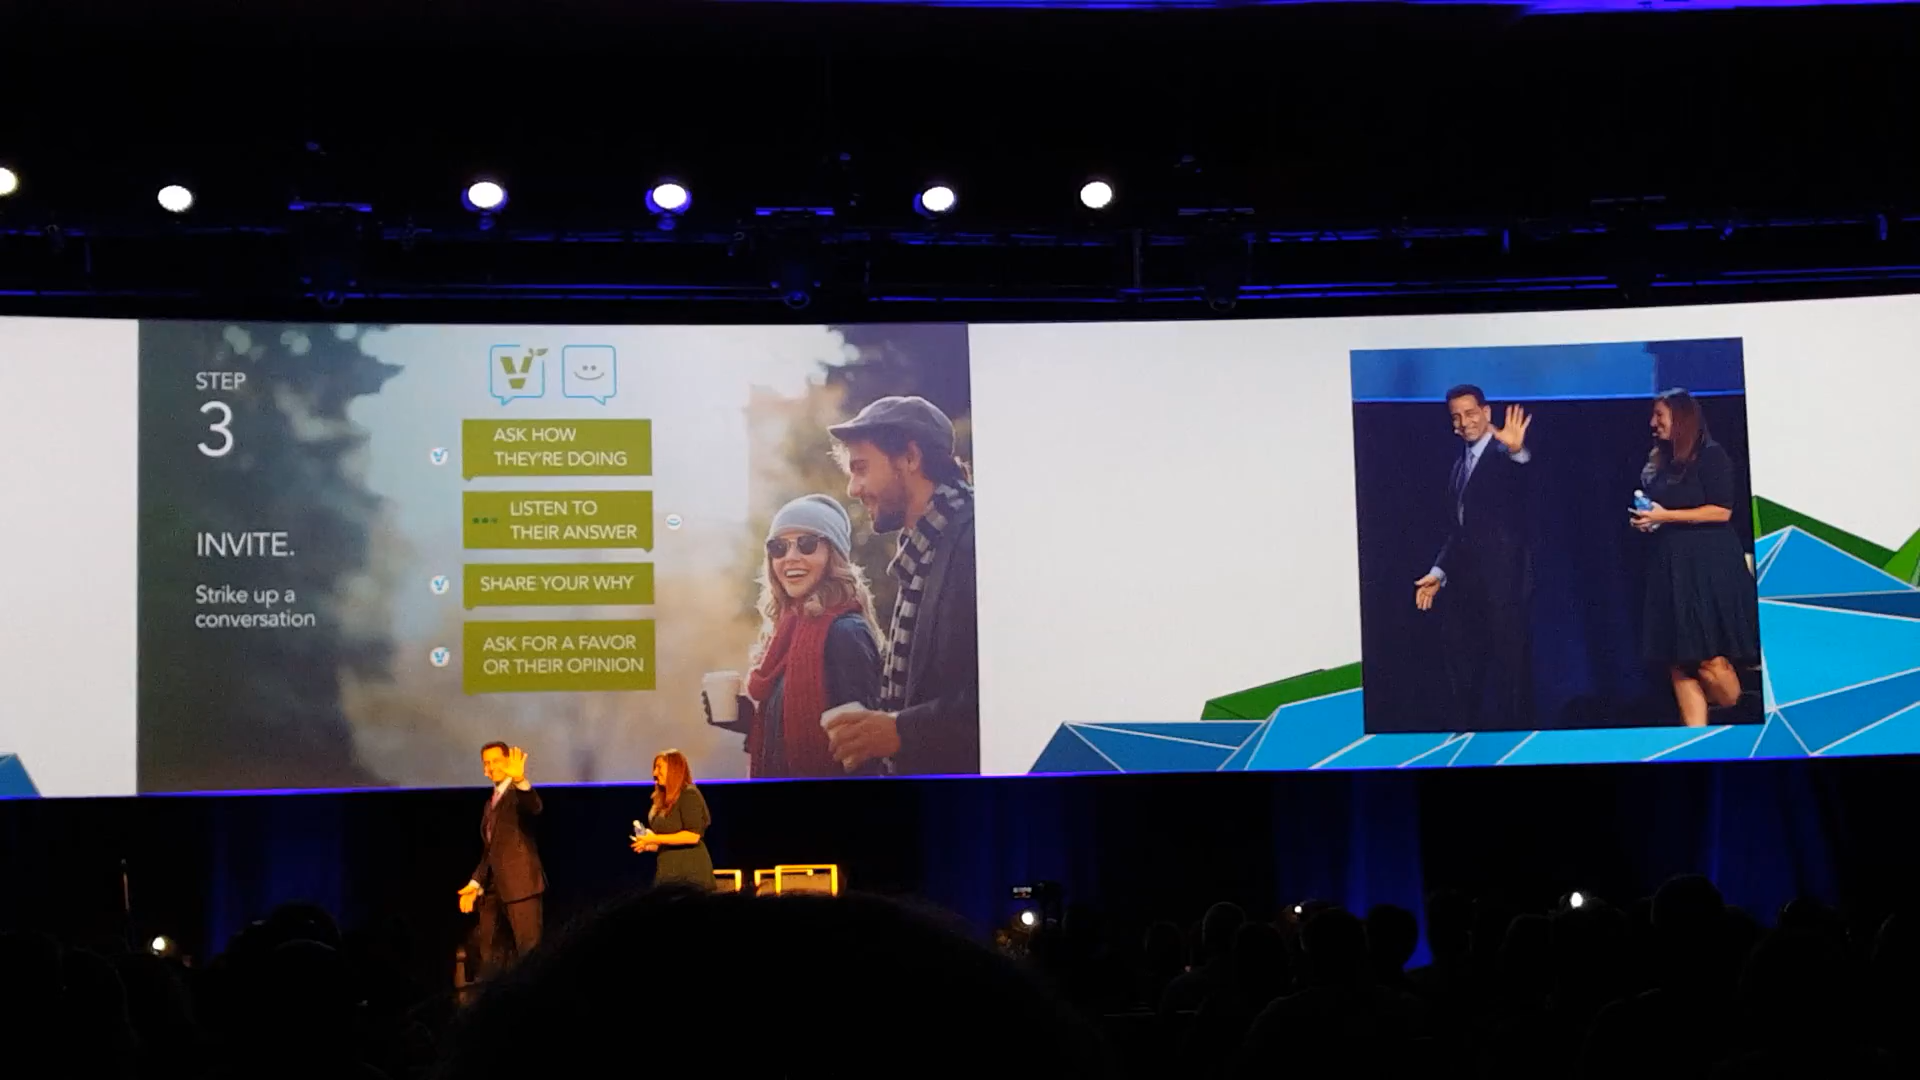 STEP
3
INVITE.
Strike up a
conversation
ASK HOW
THEY'RE DOING
LISTEN TO
THEIR ANSWER
SHARE YOUR WHY
ASK FOR A FAVOR
OR THEIR OPINION